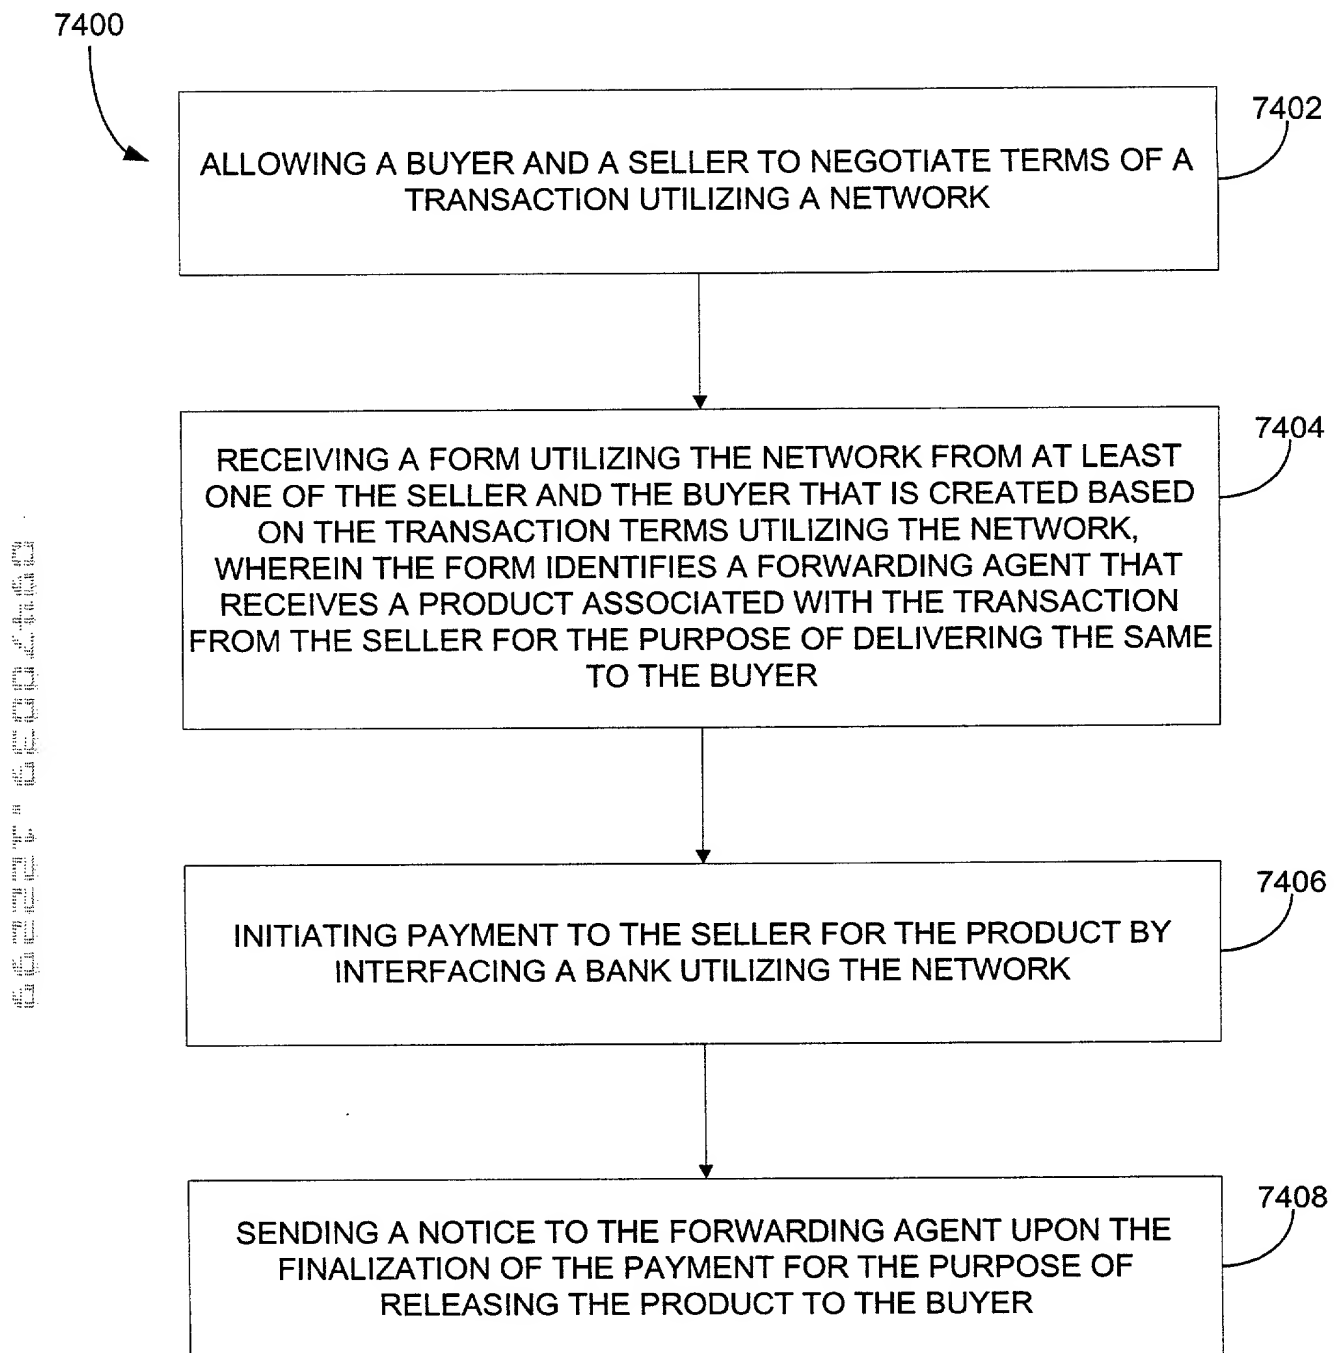 7400
7402
ALLOWING A BUYER AND A SELLER TO NEGOTIATE TERMS OF A
TRANSACTION UTILIZING A NETWORK
7404
RECEIVING A FORM UTILIZING THE NETWORK FROM AT LEAST
ONE OF THE SELLER AND THE BUYER THAT IS CREATED BASED
ON THE TRANSACTION TERMS UTILIZING THE NETWORK,
WHEREIN THE FORM IDENTIFIES A FORWARDING AGENT THAT
RECEIVES A PRODUCT ASSOCIATED WITH THE TRANSACTION
FROM THE SELLER FOR THE PURPOSE OF DELIVERING THE SAME
TO THE BUYER
7406
INITIATING PAYMENT TO THE SELLER FOR THE PRODUCT BY
INTERFACING A BANK UTILIZING THE NETWORK
7408
SENDING A NOTICE TO THE FORWARDING AGENT UPON THE
FINALIZATION OF THE PAYMENT FOR THE PURPOSE OF
RELEASING THE PRODUCT TO THE BUYER